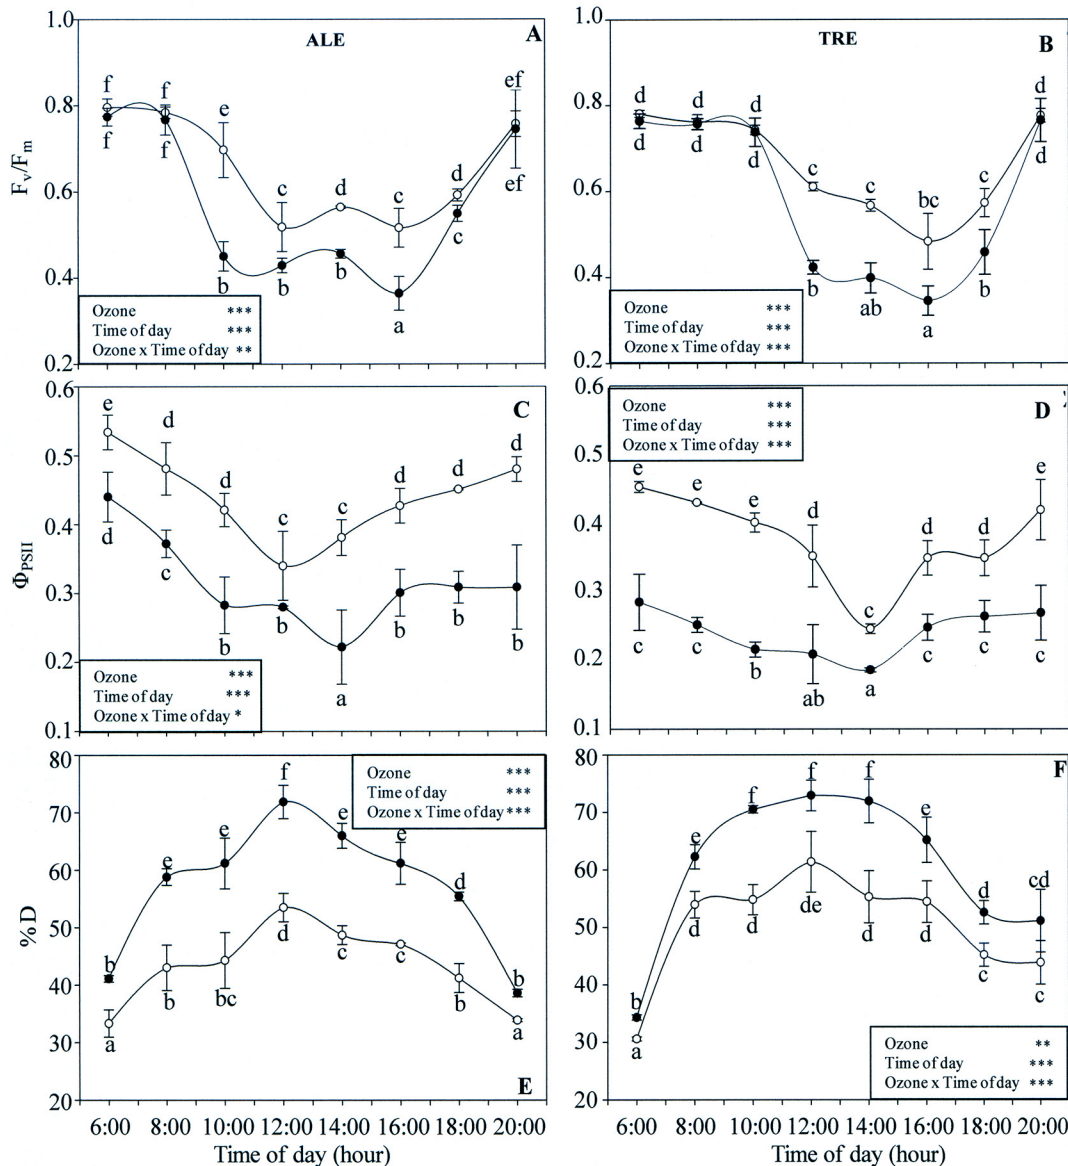 ALE
A
F_v/F_m
1.0
0.8
0.6
0.4
0.2
f f e c d c d ef
f f b b b a c ef
Ozone ***
Time of day ***
Ozone x Time of day **
TRE
B
1.0
0.8
0.6
0.4
0.2
d d d c c bc d d
d d d b ab a b d
Ozone ***
Time of day ***
Ozone x Time of day ***
C
Φ_PSII
0.6
0.5
0.4
0.3
0.2
0.1
e d d c c d d d
d c b b a b b b
Ozone ***
Time of day ***
Ozone x Time of day *
D
0.6
0.5
0.4
0.3
0.2
0.1
Ozone ***
Time of day ***
Ozone x Time of day ***
e e e d c d d e
c c b ab a c c c
E
%D
80
70
60
50
40
30
20
Ozone ***
Time of day ***
Ozone x Time of day ***
b e e f e e d b
a b bc d c c b a
6:00 8:00 10:00 12:00 14:00 16:00 18:00 20:00
Time of day (hour)
F
80
70
60
50
40
30
20
b e f f f e d cd
a d d de d d c c
Ozone **
Time of day ***
Ozone x Time of day ***
6:00 8:00 10:00 12:00 14:00 16:00 18:00 20:00
Time of day (hour)